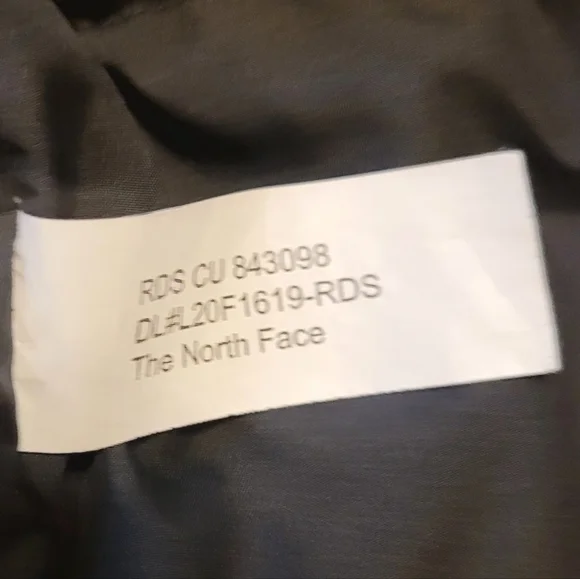 RDS CU 843098
DL#L20F1619-RDS
The North Face